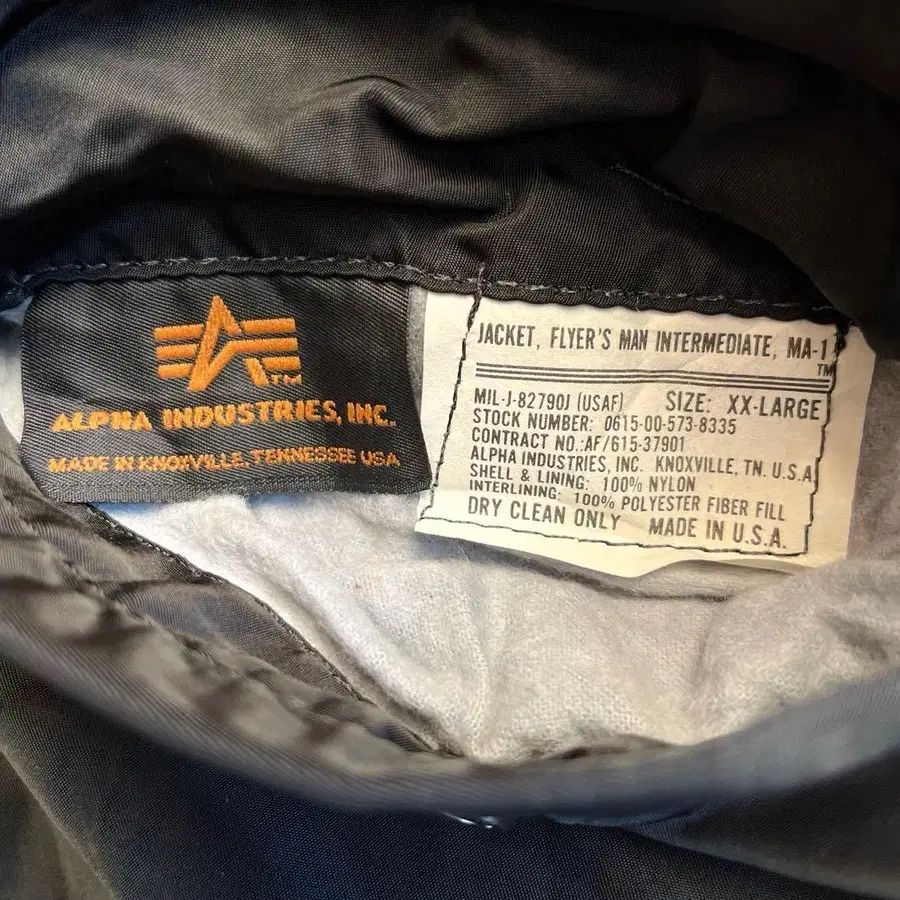 TM
ALPHA INDUSTRIES, INC.
MADE IN KNOXVILLE, TENNESSEE USA
JACKET, FLYER'S MAN INTERMEDIATE, MA-1
TM
MIL-J-82790J (USAF) SIZE: XX-LARGE
STOCK NUMBER: 0615-00-573-8335
CONTRACT NO.: AF/615-37901
ALPHA INDUSTRIES, INC. KNOXVILLE, TN. U.S.A
SHELL & LINING: 100% NYLON
INTERLINING: 100% POLYESTER FIBER FILL
DRY CLEAN ONLY MADE IN U.S.A.